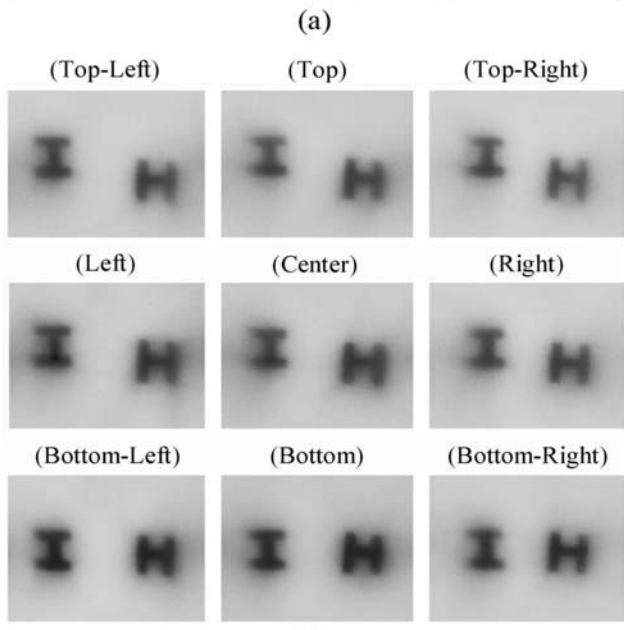 (a)
(Top-Left) (Top) (Top-Right)
I H I H I H
(Left) (Center) (Right)
I H I H I H
(Bottom-Left) (Bottom) (Bottom-Right)
I H I H I H